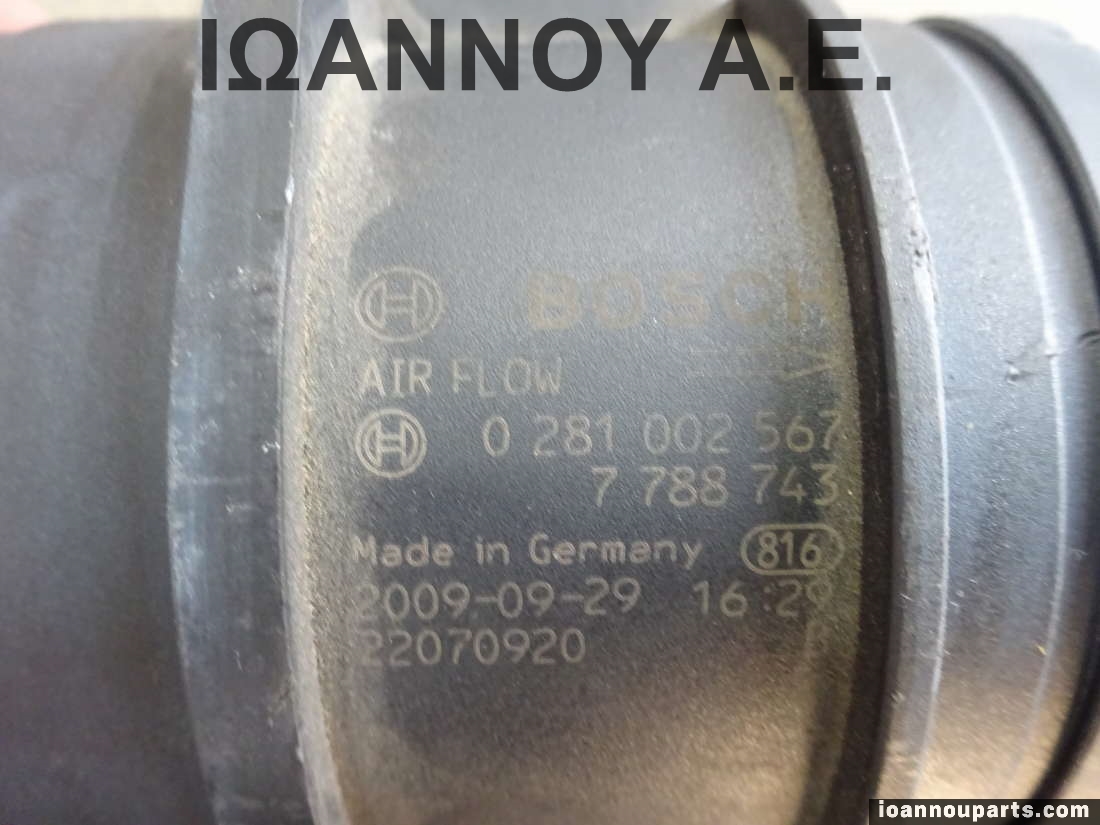 ΙΩΑΝΝΟΥ Α.Ε.
BOSCH
AIR FLOW
0 281 002 567
7 788 743
Made in Germany 816
2009-09-29 16:29
22070920
ioannouparts.com